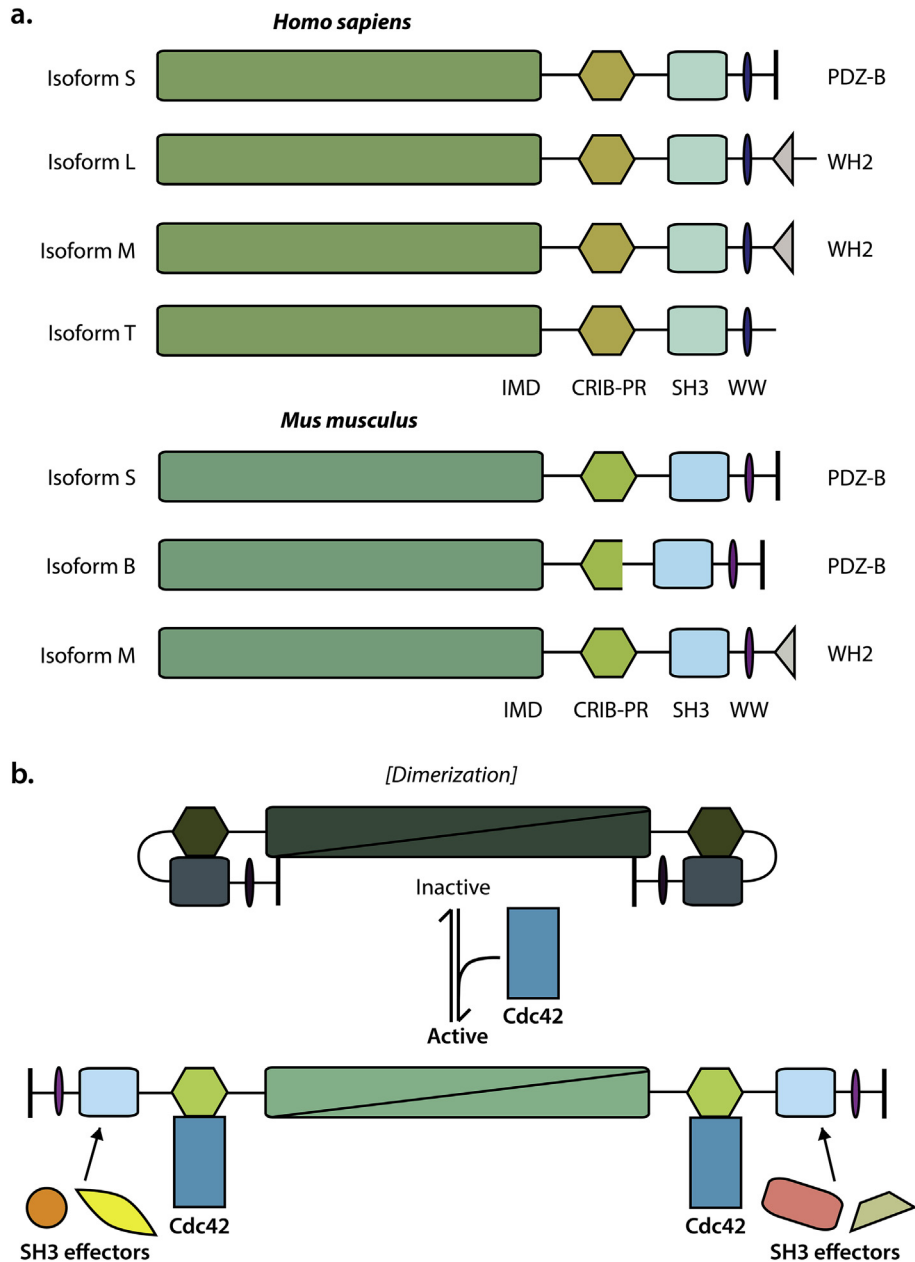 a.
Homo sapiens
Isoform S
PDZ-B
Isoform L
WH2
Isoform M
WH2
Isoform T
IMD CRIB-PR SH3 WW
Mus musculus
Isoform S
PDZ-B
Isoform B
PDZ-B
Isoform M
WH2
IMD CRIB-PR SH3 WW
b.
[Dimerization]
Inactive
Cdc42
Active
Cdc42
Cdc42
SH3 effectors
SH3 effectors